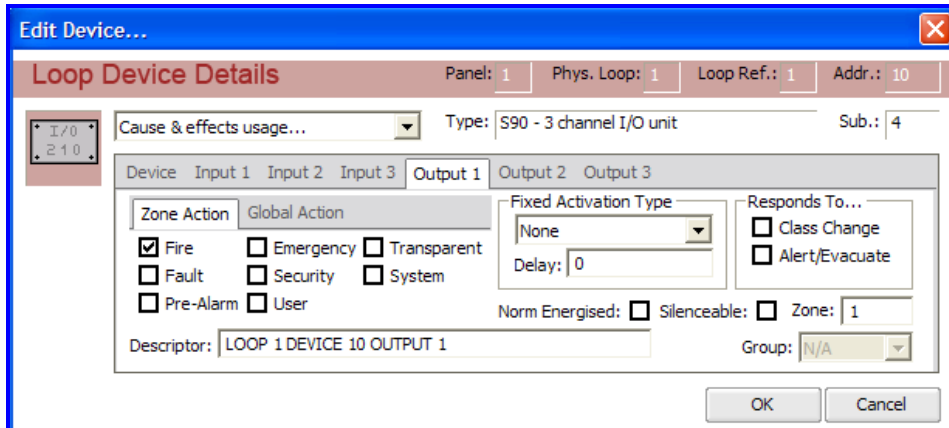 Edit Device...
Loop Device Details Panel: 1 Phys. Loop: 1 Loop Ref.: 1 Addr.: 10
I/O
210
Cause & effects usage... Type: S90 - 3 channel I/O unit Sub.: 4
Device Input 1 Input 2 Input 3 Output 1 Output 2 Output 3
Zone Action Global Action Fixed Activation Type Responds To...
None Class Change
Fire Emergency Transparent Alert/Evacuate
Fault Security System Delay: 0
Pre-Alarm User Norm Energised: Silenceable: Zone: 1
Descriptor: LOOP 1 DEVICE 10 OUTPUT 1 Group: N/A
OK Cancel